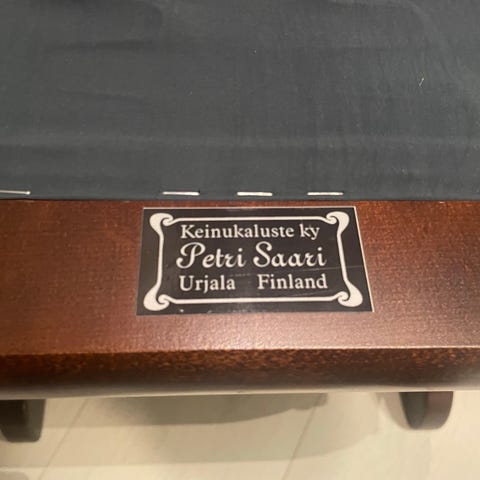 Keinukaluste ky
Petri Saari
Urjala Finland